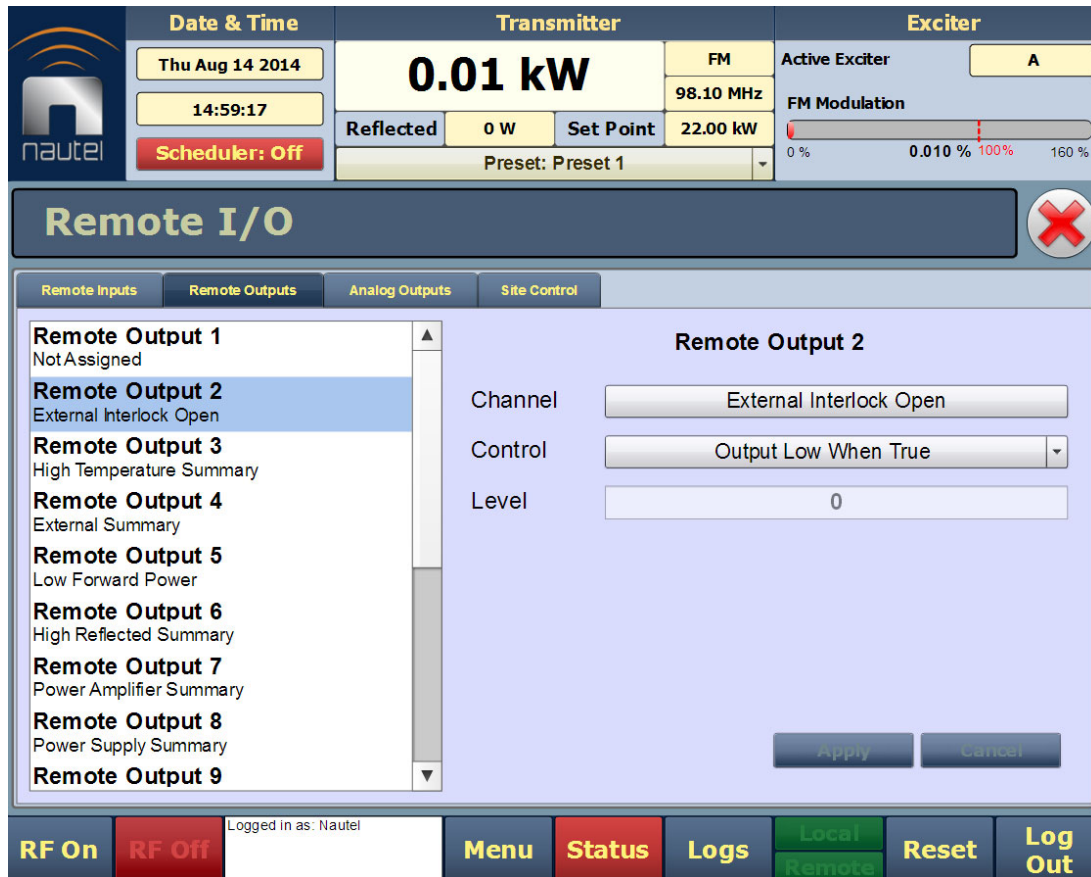 nautel
Date & Time
Thu Aug 14 2014
14:59:17
Scheduler: Off
Transmitter
0.01 kW
FM
98.10 MHz
Reflected
0 W
Set Point
22.00 kW
Preset: Preset 1
Exciter
Active Exciter
A
FM Modulation
0 %
0.010 %
100%
160 %
Remote I/O
Remote Inputs
Remote Outputs
Analog Outputs
Site Control
Remote Output 1
Not Assigned
Remote Output 2
External Interlock Open
Remote Output 3
High Temperature Summary
Remote Output 4
External Summary
Remote Output 5
Low Forward Power
Remote Output 6
High Reflected Summary
Remote Output 7
Power Amplifier Summary
Remote Output 8
Power Supply Summary
Remote Output 9
Remote Output 2
Channel
External Interlock Open
Control
Output Low When True
Level
0
Apply
Cancel
RF On
RF Off
Logged in as: Nautel
Menu
Status
Logs
Local
Remote
Reset
Log
Out